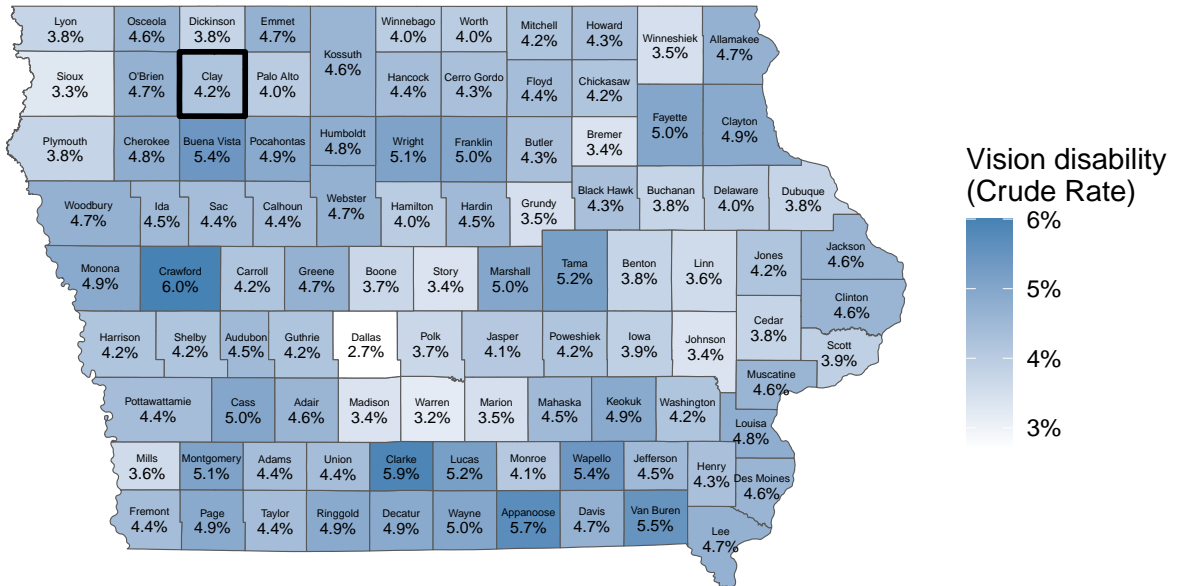 Lyon
3.8%
Osceola
4.6%
Dickinson
3.8%
Emmet
4.7%
Winnebago
4.0%
Worth
4.0%
Mitchell
4.2%
Howard
4.3%
Winneshiek
3.5%
Allamakee
4.7%
Kossuth
4.6%
Sioux
3.3%
O'Brien
4.7%
Clay
4.2%
Palo Alto
4.0%
Hancock
4.4%
Cerro Gordo
4.3%
Floyd
4.4%
Chickasaw
4.2%
Fayette
5.0%
Clayton
4.9%
Plymouth
3.8%
Cherokee
4.8%
Buena Vista
5.4%
Pocahontas
4.9%
Humboldt
4.8%
Wright
5.1%
Franklin
5.0%
Butler
4.3%
Bremer
3.4%
Woodbury
4.7%
Ida
4.5%
Sac
4.4%
Calhoun
4.4%
Webster
4.7%
Hamilton
4.0%
Hardin
4.5%
Grundy
3.5%
Black Hawk
4.3%
Buchanan
3.8%
Delaware
4.0%
Dubuque
3.8%
Monona
4.9%
Crawford
6.0%
Carroll
4.2%
Greene
4.7%
Boone
3.7%
Story
3.4%
Marshall
5.0%
Tama
5.2%
Benton
3.8%
Linn
3.6%
Jones
4.2%
Jackson
4.6%
Clinton
4.6%
Harrison
4.2%
Shelby
4.2%
Audubon
4.5%
Guthrie
4.2%
Dallas
2.7%
Polk
3.7%
Jasper
4.1%
Poweshiek
4.2%
Iowa
3.9%
Johnson
3.4%
Cedar
3.8%
Scott
3.9%
Muscatine
4.6%
Pottawattamie
4.4%
Cass
5.0%
Adair
4.6%
Madison
3.4%
Warren
3.2%
Marion
3.5%
Mahaska
4.5%
Keokuk
4.9%
Washington
4.2%
Louisa
4.8%
Mills
3.6%
Montgomery
5.1%
Adams
4.4%
Union
4.4%
Clarke
5.9%
Lucas
5.2%
Monroe
4.1%
Wapello
5.4%
Jefferson
4.5%
Henry
4.3%
Des Moines
4.6%
Fremont
4.4%
Page
4.9%
Taylor
4.4%
Ringgold
4.9%
Decatur
4.9%
Wayne
5.0%
Appanoose
5.7%
Davis
4.7%
Van Buren
5.5%
Lee
4.7%
Vision disability
(Crude Rate)
6%
5%
4%
3%